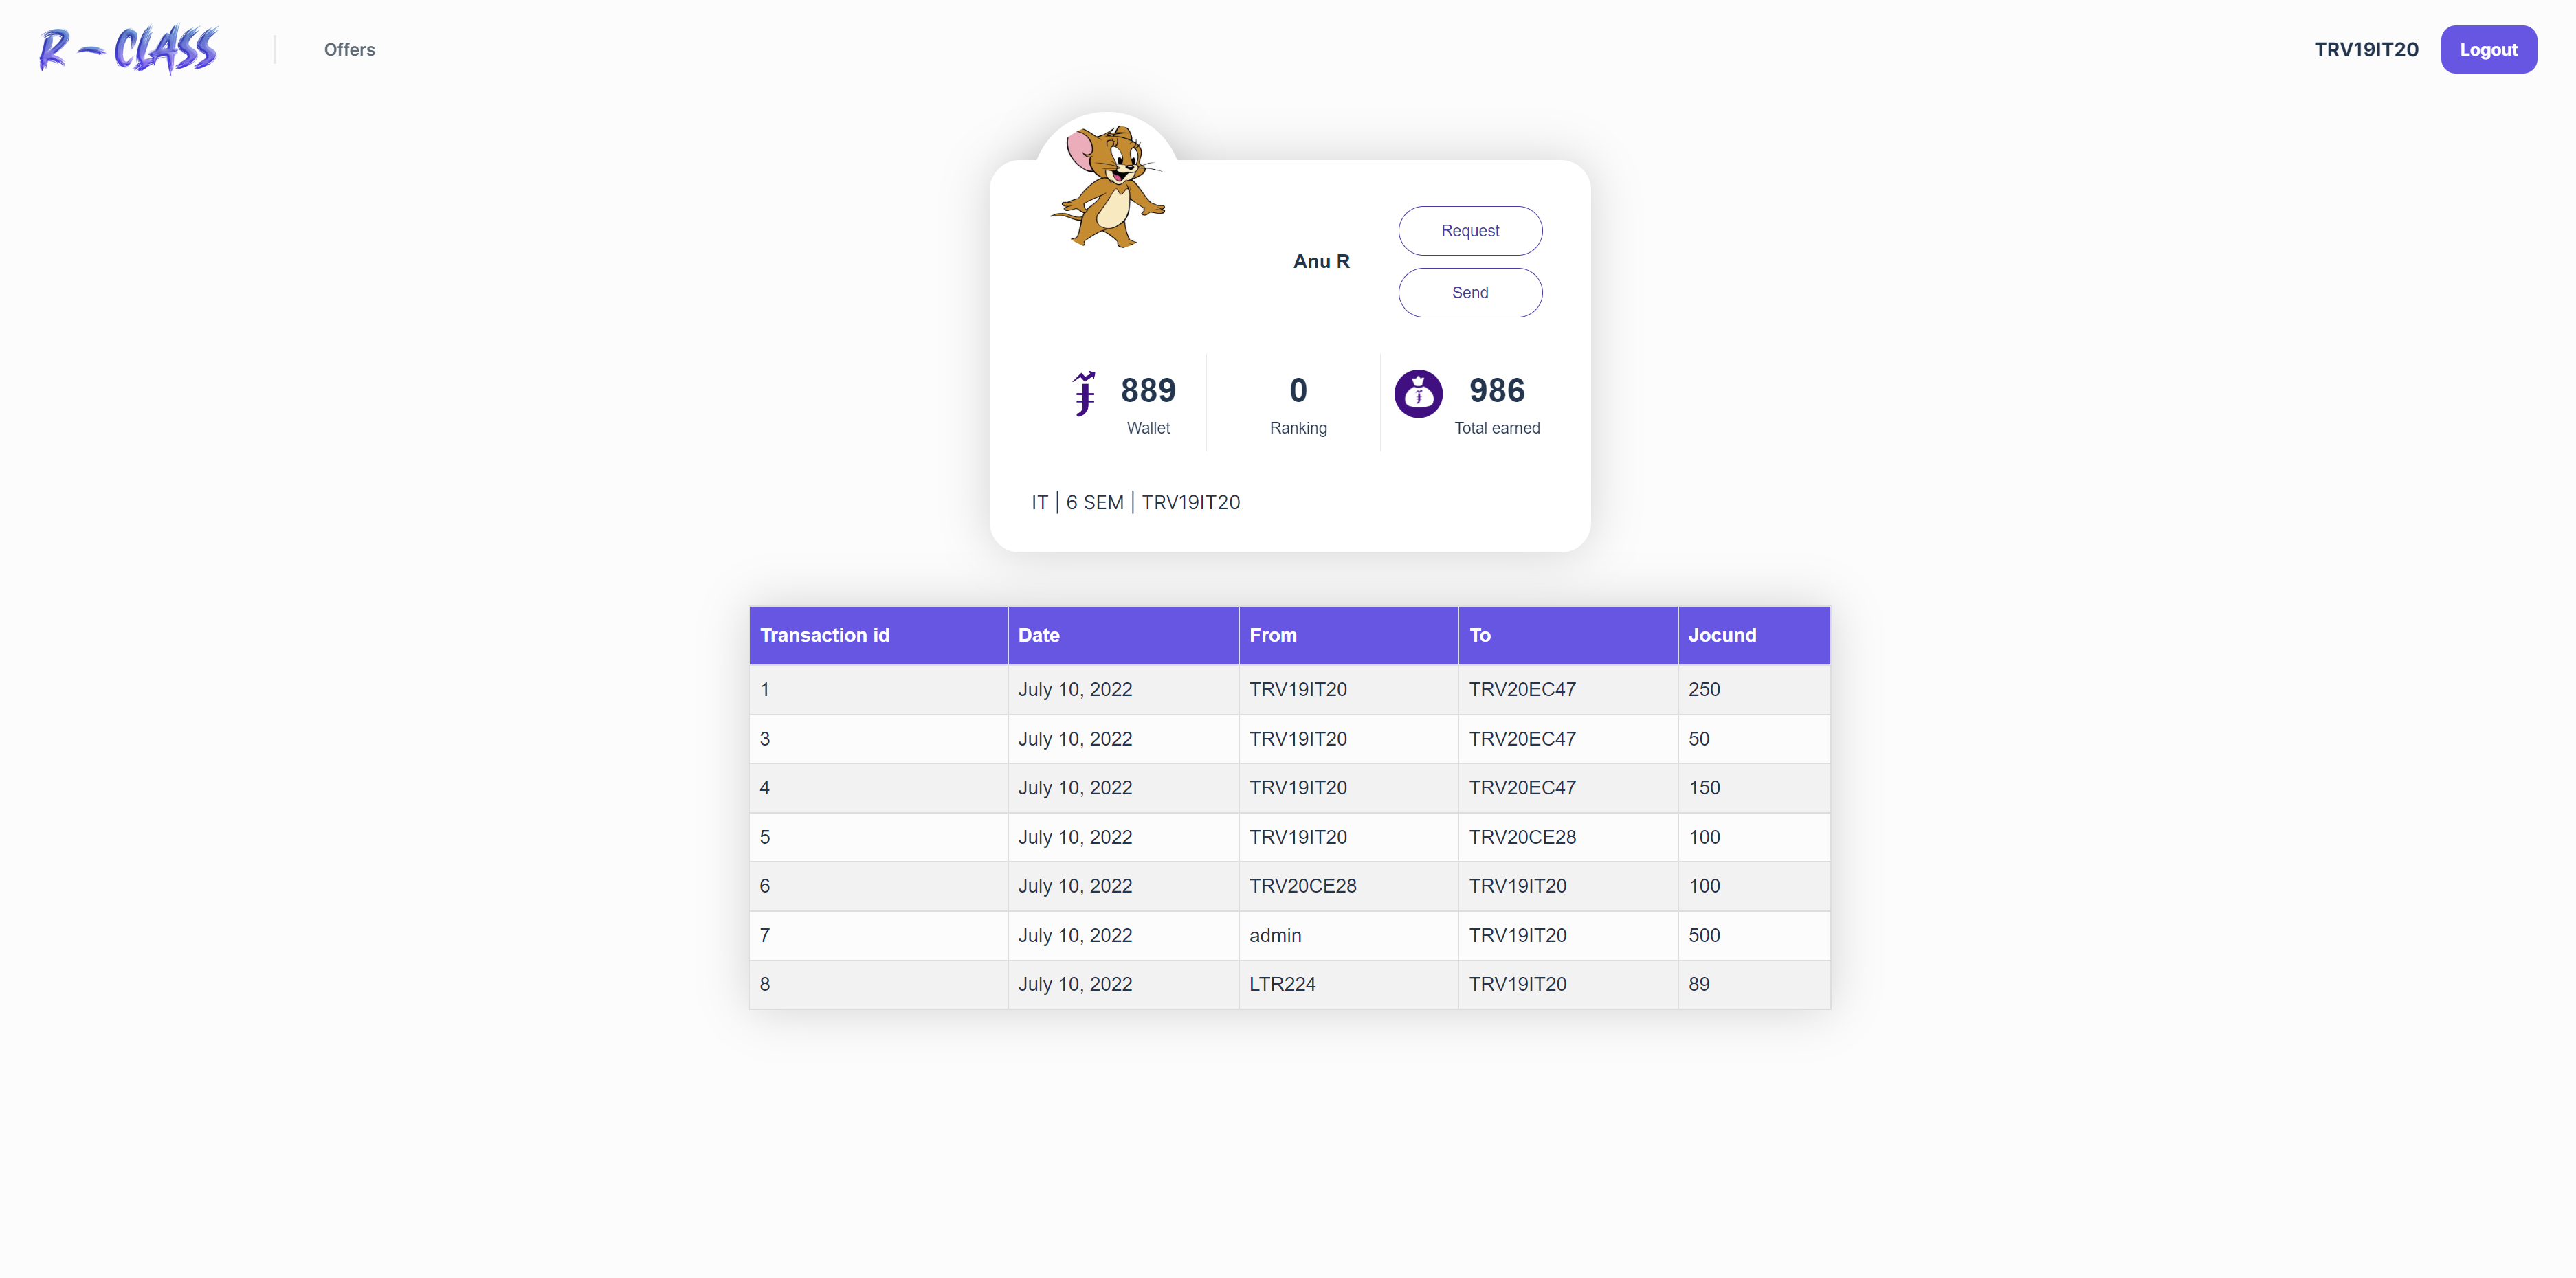 R - CLASS
Offers
TRV19IT20
Logout
Anu R
Request
Send
889
Wallet
0
Ranking
986
Total earned
IT | 6 SEM | TRV19IT20
Transaction id Date From To Jocund
1 July 10, 2022 TRV19IT20 TRV20EC47 250
3 July 10, 2022 TRV19IT20 TRV20EC47 50
4 July 10, 2022 TRV19IT20 TRV20EC47 150
5 July 10, 2022 TRV19IT20 TRV20CE28 100
6 July 10, 2022 TRV20CE28 TRV19IT20 100
7 July 10, 2022 admin TRV19IT20 500
8 July 10, 2022 LTR224 TRV19IT20 89